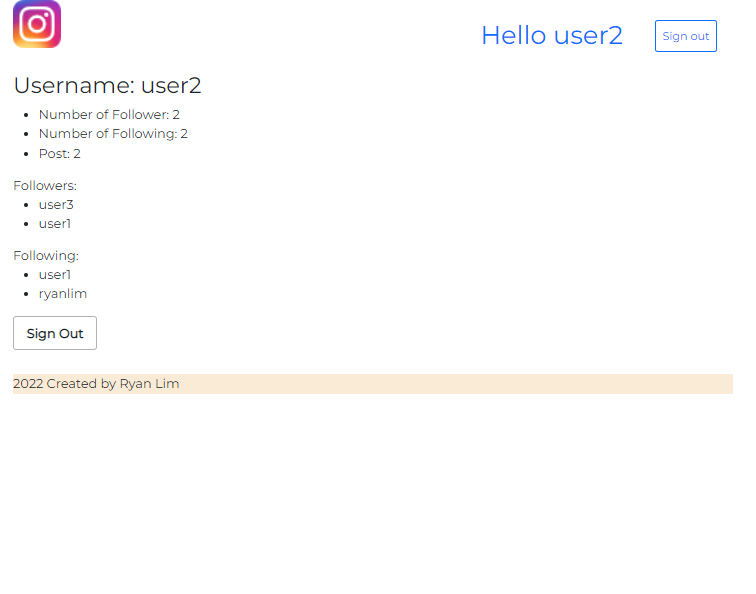 Hello user2
Sign out
Username: user2
Number of Follower: 2
Number of Following: 2
Post: 2
Followers:
user3
user1
Following:
user1
ryanlim
Sign Out
2022 Created by Ryan Lim